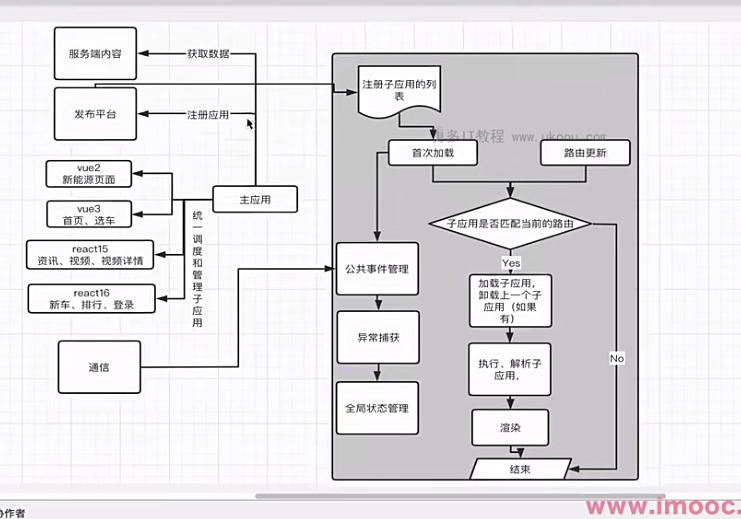 服务端内容
获取数据
发布平台
注册应用
vue2
新能源页面
vue3
首页、选车
主应用
react15
资讯、视频、视频详情
react16
新车、排行、登录
统一调度和管理子应用
通信
注册子应用的列
表
更多IT教程 www.ukoou.com
首次加载
路由更新
子应用是否匹配当前的路由
Yes
No
公共事件管理
异常捕获
全局状态管理
加载子应用，
卸载上一个子
应用（如果
有）
执行、解析子
应用，
渲染
结束
协作者
www.imooc.